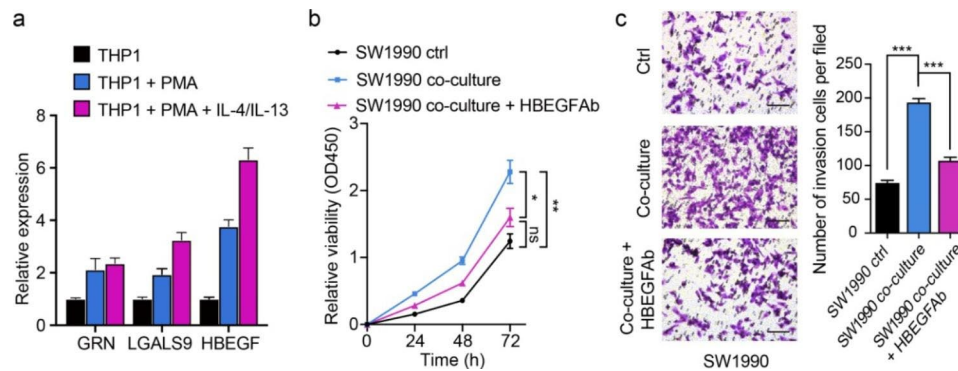 a
THP1
THP1 + PMA
THP1 + PMA + IL-4/IL-13
Relative expression
8
6
4
2
0
GRN
LGALS9
HBEGF
b
SW1990 ctrl
SW1990 co-culture
SW1990 co-culture + HBEGFAb
Relative viability (OD450)
3
2
1
0
*
ns
**
0
24
48
72
Time (h)
c
Ctrl
Co-culture
Co-culture +
HBEGFAb
SW1990
Number of invasion cells per filed
250
200
150
100
50
0
***
***
SW1990 ctrl
SW1990 co-culture
SW1990 co-culture
+ HBEGFAb